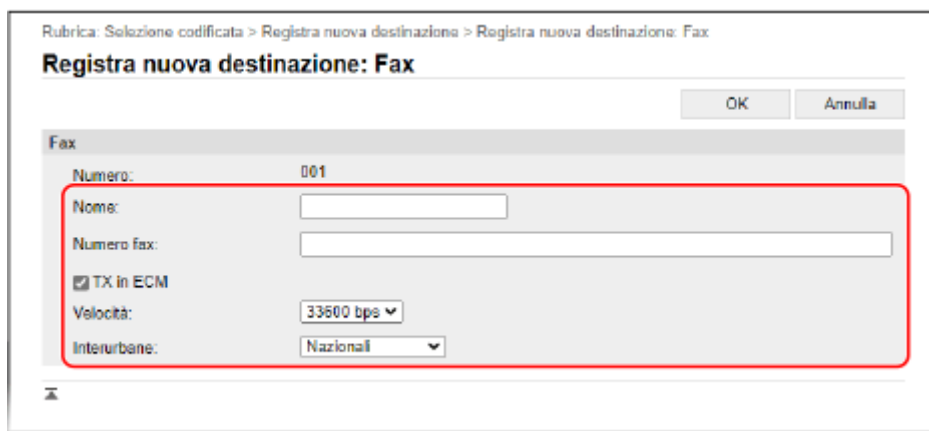 Rubrica: Selezione codificata > Registra nuova destinazione > Registra nuova destinazione: Fax
Registra nuova destinazione: Fax
OK Annulla
Fax
Numero: 001
Nome:
Numero fax:
TX in ECM
Velocità: 33600 bps
Interurbane: Nazionali